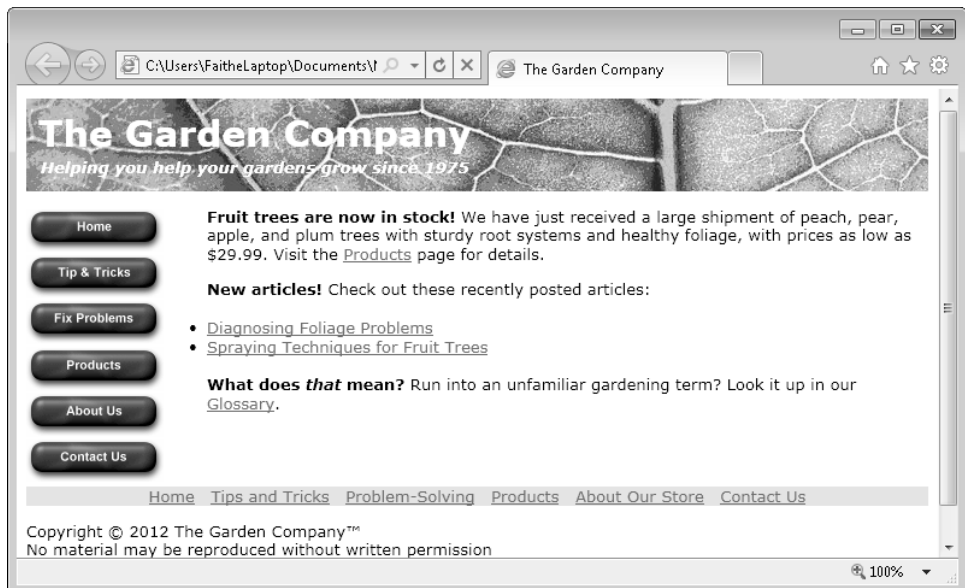 C:\Users\FaitheLaptop\Documents\
The Garden Company
The Garden Company
Helping you help your gardens grow since 1975
Home
Tip & Tricks
Fix Problems
Products
About Us
Contact Us
Fruit trees are now in stock! We have just received a large shipment of peach, pear,
apple, and plum trees with sturdy root systems and healthy foliage, with prices as low as
$29.99. Visit the Products page for details.
New articles! Check out these recently posted articles:
• Diagnosing Foliage Problems
• Spraying Techniques for Fruit Trees
What does that mean? Run into an unfamiliar gardening term? Look it up in our
Glossary.
Home Tips and Tricks Problem-Solving Products About Our Store Contact Us
Copyright © 2012 The Garden Company™
No material may be reproduced without written permission
100%